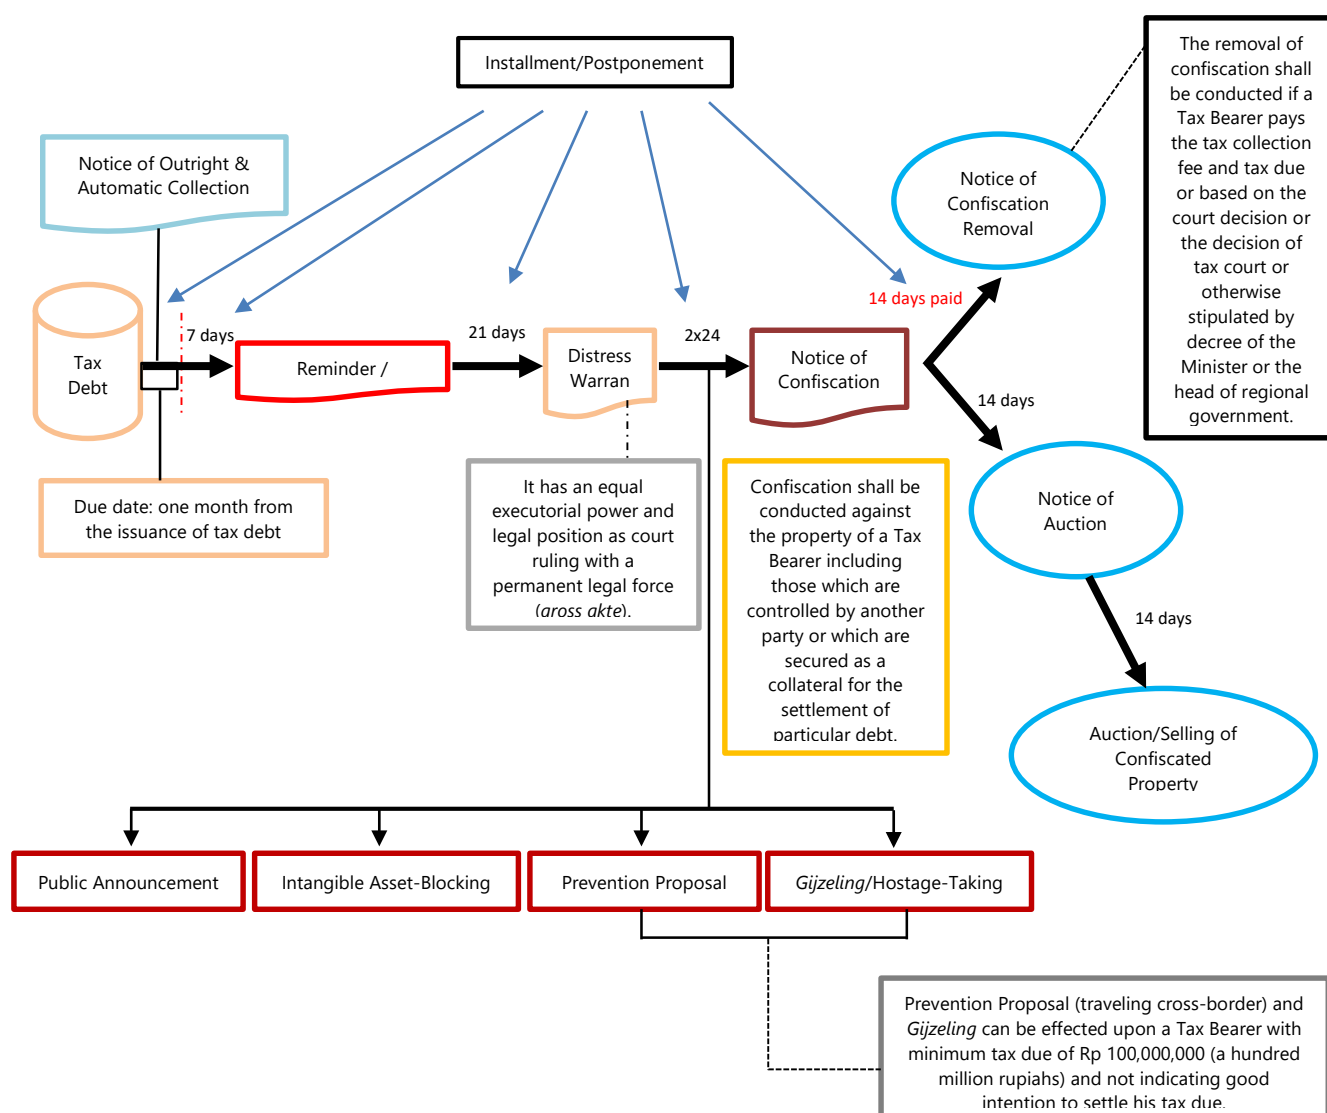 Installment/Postponement
The removal of
confiscation shall
be conducted if a
Tax Bearer pays
the tax collection
fee and tax due
or based on the
court decision or
the decision of
tax court or
otherwise
stipulated by
decree of the
Minister or the
head of regional
government.
Notice of Outright &
Automatic Collection
Notice of
Confiscation
Removal
14 days paid
7 days
21 days
2x24
Tax
Debt
Reminder /
Distress
Warran
Notice of
Confiscation
14 days
Due date: one month from
the issuance of tax debt
It has an equal
executorial power and
legal position as court
ruling with a
permanent legal force
(aross akte).
Confiscation shall be
conducted against
the property of a Tax
Bearer including
those which are
controlled by another
party or which are
secured as a
collateral for the
settlement of
particular debt.
Notice of
Auction
14 days
Auction/Selling of
Confiscated
Property
Public Announcement
Intangible Asset-Blocking
Prevention Proposal
Gijzeling/Hostage-Taking
Prevention Proposal (traveling cross-border) and
Gijzeling can be effected upon a Tax Bearer with
minimum tax due of Rp 100,000,000 (a hundred
million rupiahs) and not indicating good
intention to settle his tax due.